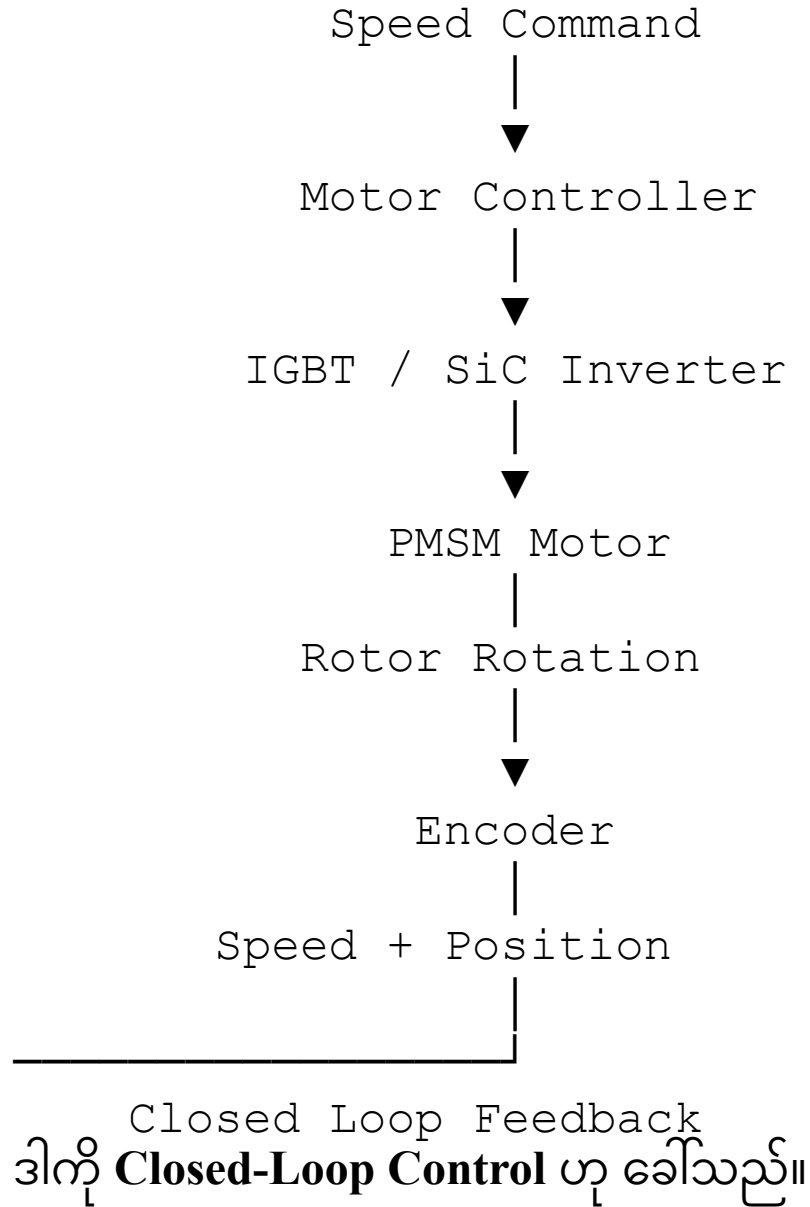 Speed Command
Motor Controller
IGBT / SiC Inverter
PMSM Motor
Rotor Rotation
Encoder
Speed + Position
Closed Loop Feedback
ဒါကို Closed-Loop Control ဟု ခေါ်သည်။